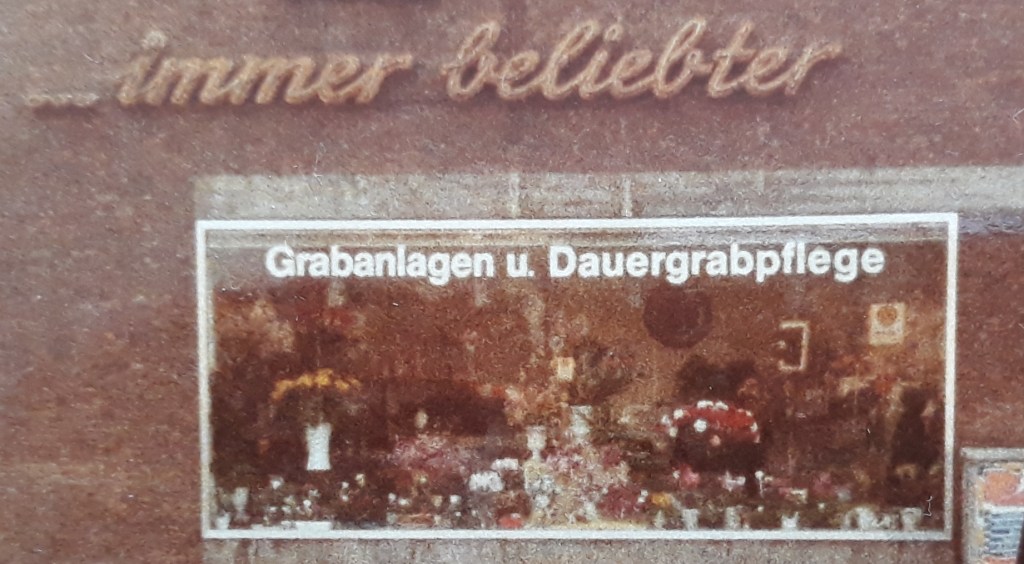 ... immer beliebter
Grabanlagen u. Dauergrabpflege